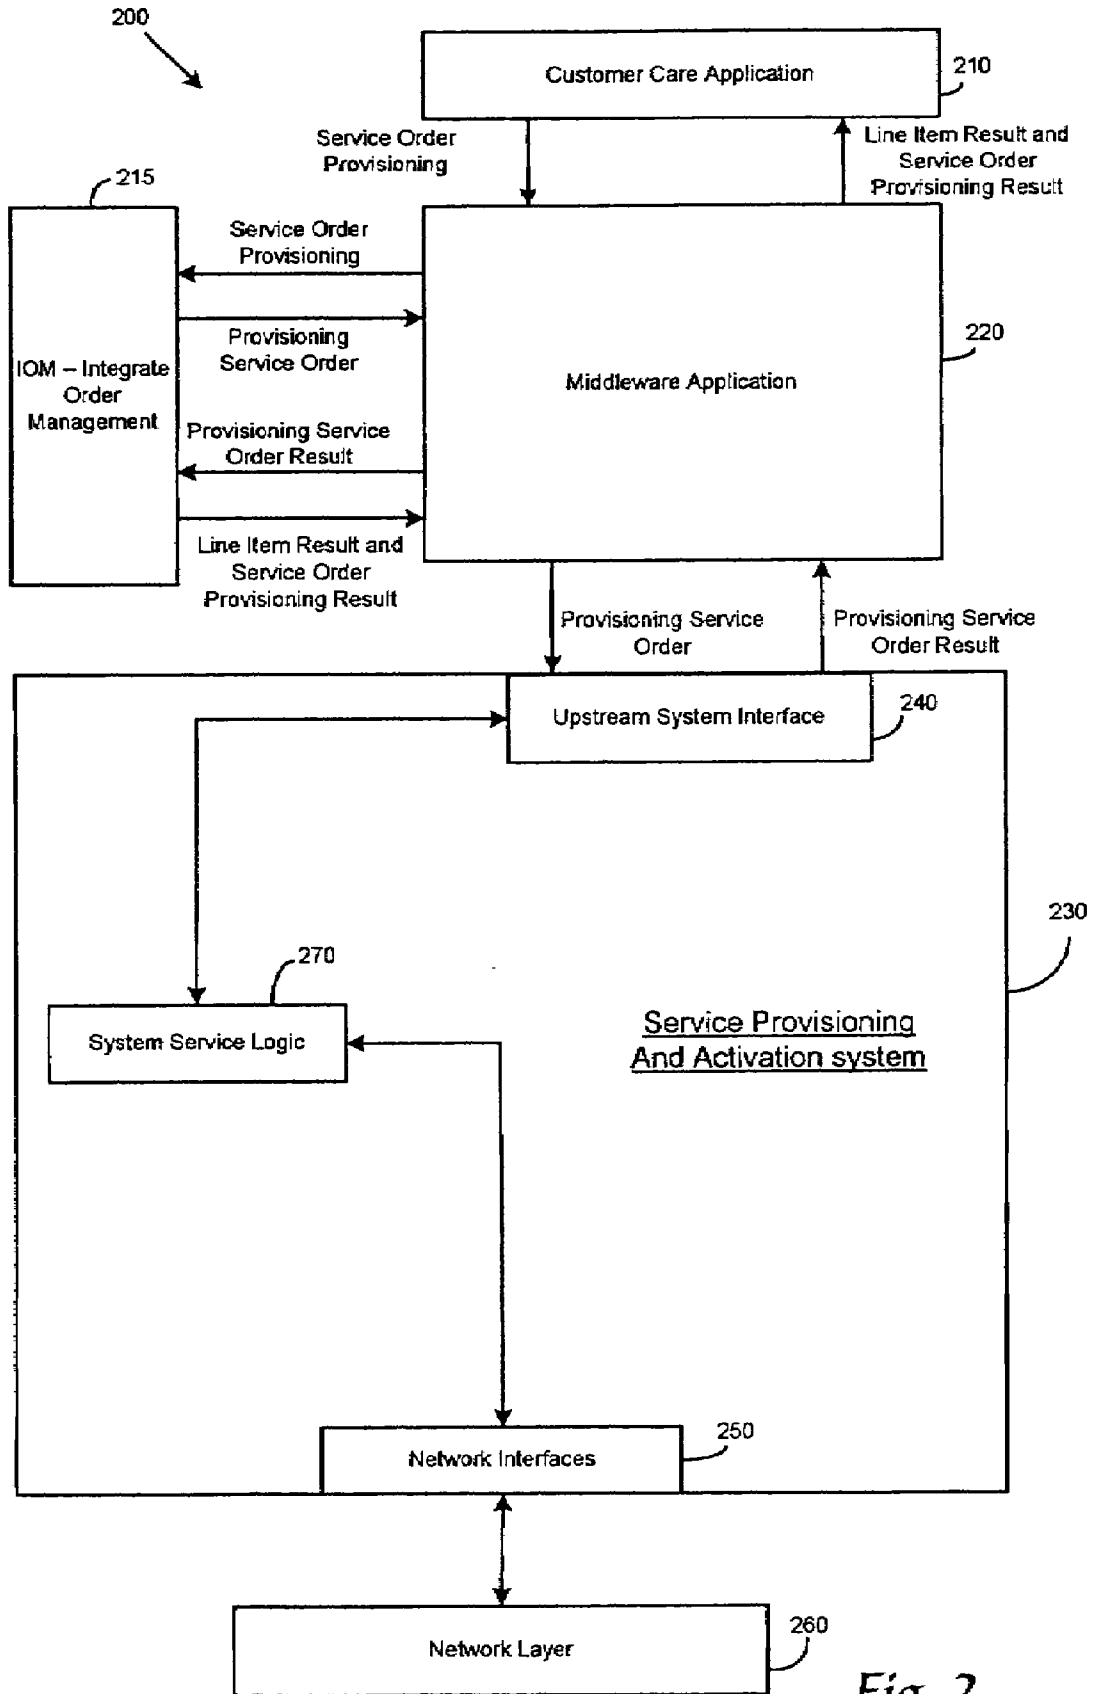 200
Customer Care Application
210
Service Order
Provisioning
Line Item Result and
Service Order
Provisioning Result
215
Service Order
Provisioning
Provisioning
Service Order
220
IOM – Integrate
Order
Management
Middleware Application
Provisioning Service
Order Result
Line Item Result and
Service Order
Provisioning Result
Provisioning Service
Order
Provisioning Service
Order Result
Upstream System Interface
240
230
270
System Service Logic
Service Provisioning
And Activation system
250
Network Interfaces
260
Network Layer
Fig. 2